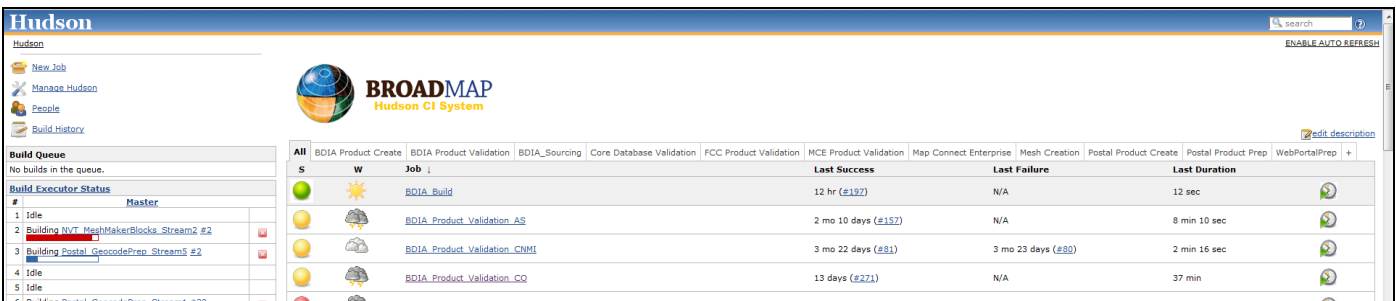 Hudson
search
Hudson
ENABLE AUTO REFRESH
New Job
Manage Hudson
People
Build History
BROADMAP
Hudson CI System
edit description
Build Queue
No builds in the queue.
Build Executor Status
# Master
1 Idle
2 Building NVT_MeshMakerBlocks_Stream2 #2
3 Building Postal_GeocodePrep_Stream5 #2
4 Idle
5 Idle
All BDIA Product Create BDIA Product Validation BDIA_Sourcing Core Database Validation FCC Product Validation MCE Product Validation Map Connect Enterprise Mesh Creation Postal Product Create Postal Product Prep WebPortalPrep +
S W Job ↓ Last Success Last Failure Last Duration
BDIA_Build 12 hr (#197) N/A 12 sec
BDIA_Product_Validation_AS 2 mo 10 days (#157) N/A 8 min 10 sec
BDIA_Product_Validation_CNMI 3 mo 22 days (#81) 3 mo 23 days (#80) 2 min 16 sec
BDIA_Product_Validation_CO 13 days (#271) N/A 37 min